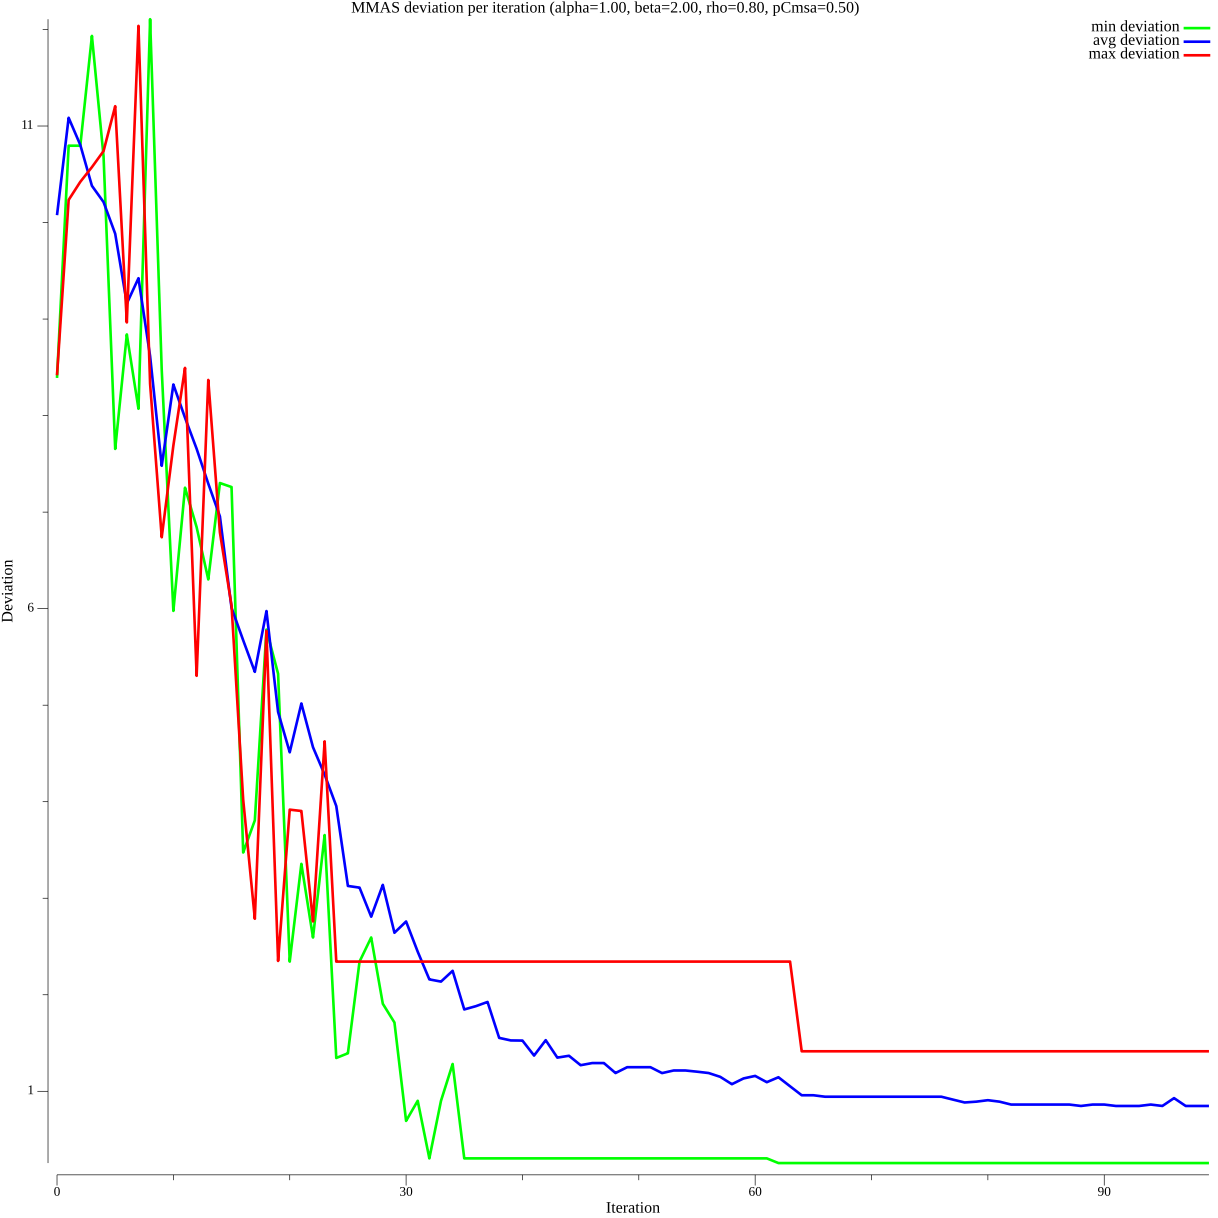 MMAS deviation per iteration (alpha=1.00, beta=2.00, rho=0.80, pCmsa=0.50)
min deviation
avg deviation
max deviation
11
6
1
Deviation
0
30
60
90
Iteration